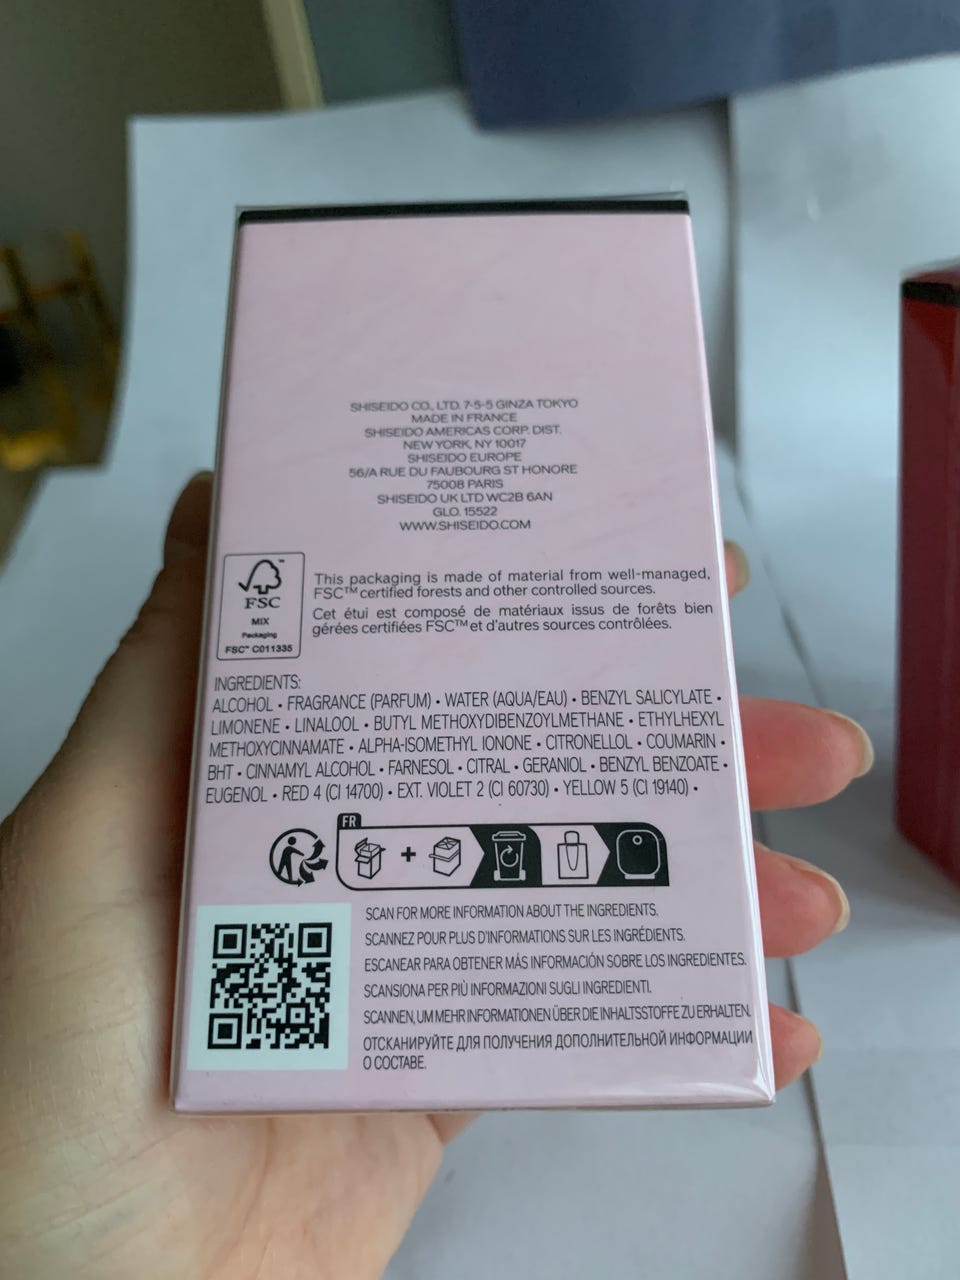 SHISEIDO CO., LTD. 7-5-5 GINZA TOKYO
MADE IN FRANCE
SHISEIDO AMERICAS CORP. DIST.
NEW YORK, NY 10017
SHISEIDO EUROPE
56/A RUE DU FAUBOURG ST HONORE
75008 PARIS
SHISEIDO UK LTD WC2B 6AN
GLO. 15522
WWW.SHISEIDO.COM
FSC
MIX
Packaging
FSC™ C011335
This packaging is made of material from well-managed,
FSC™ certified forests and other controlled sources.
Cet étui est composé de matériaux issus de forêts bien
gérées certifiées FSC™ et d'autres sources contrôlées.
INGREDIENTS:
ALCOHOL • FRAGRANCE (PARFUM) • WATER (AQUA/EAU) • BENZYL SALICYLATE •
LIMONENE • LINALOOL • BUTYL METHOXYDIBENZOYLMETHANE • ETHYLHEXYL
METHOXYCINNAMATE • ALPHA-ISOMETHYL IONONE • CITRONELLOL • COUMARIN •
BHT • CINNAMYL ALCOHOL • FARNESOL • CITRAL • GERANIOL • BENZYL BENZOATE •
EUGENOL • RED 4 (CI 14700) • EXT. VIOLET 2 (CI 60730) • YELLOW 5 (CI 19140) •
FR
+
SCAN FOR MORE INFORMATION ABOUT THE INGREDIENTS.
SCANNEZ POUR PLUS D'INFORMATIONS SUR LES INGRÉDIENTS.
ESCANEAR PARA OBTENER MÁS INFORMACIÓN SOBRE LOS INGREDIENTES.
SCANSIONA PER PIÙ INFORMAZIONI SUGLI INGREDIENTI.
SCANNEN, UM MEHR INFORMATIONEN ÜBER DIE INHALTSSTOFFE ZU ERHALTEN.
ОТСКАНИРУЙТЕ ДЛЯ ПОЛУЧЕНИЯ ДОПОЛНИТЕЛЬНОЙ ИНФОРМАЦИИ
О СОСТАВЕ.